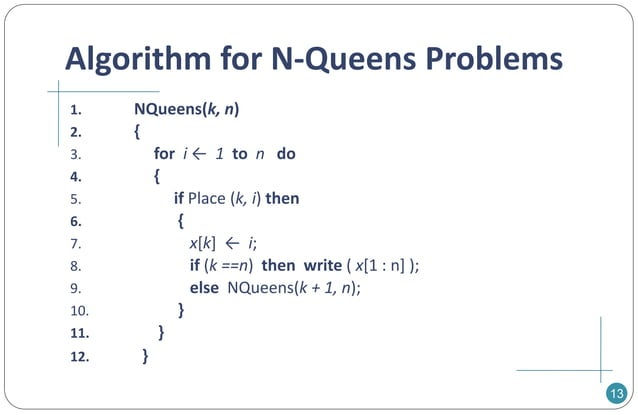 Algorithm for N-Queens Problems
1. NQueens(k, n)
2. {
3. for i ← 1 to n do
4. {
5. if Place (k, i) then
6. {
7. x[k] ← i;
8. if (k ==n) then write ( x[1 : n] );
9. else NQueens(k + 1, n);
10. }
11. }
12. }
13